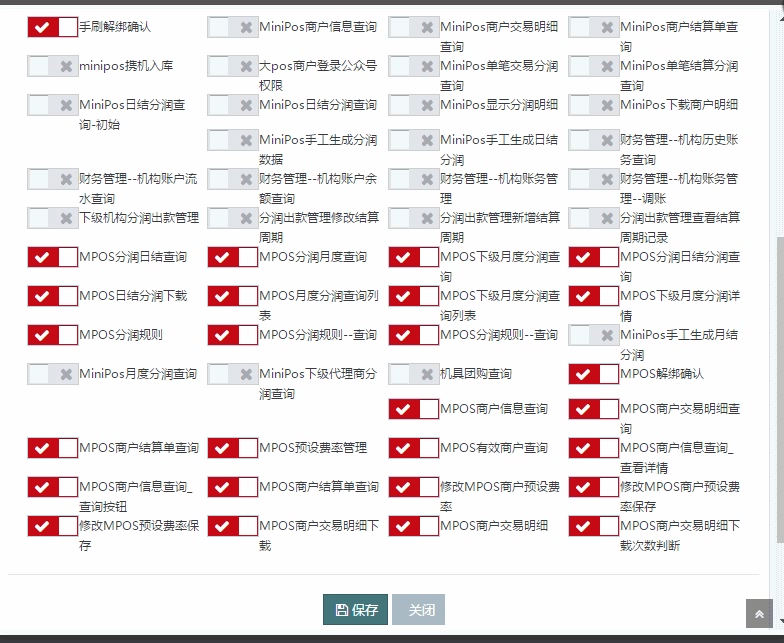 手刷解绑确认
MiniPos商户信息查询
MiniPos商户交易明细
查询
MiniPos商户结算单查
询
minipos携机入库
大pos商户登录公众号
权限
MiniPos单笔交易分润
查询
MiniPos单笔结算分润
查询
MiniPos日结分润查
询-初始
MiniPos日结分润查询
MiniPos显示分润明细
MiniPos下载商户明细
MiniPos手工生成分润
数据
MiniPos手工生成日结
分润
财务管理--机构历史账
务查询
财务管理--机构账户流
水查询
财务管理--机构账户余
额查询
财务管理--机构账务管
理
财务管理--机构账务管
理--调账
下级机构分润出款管理
分润出款管理修改结算
周期
分润出款管理新增结算
周期
分润出款管理查看结算
周期记录
MPOS分润日结查询
MPOS分润月度查询
MPOS下级月度分润查
询
MPOS分润日结分润查
询
MPOS日结分润下载
MPOS月度分润查询列
表
MPOS下级月度分润查
询列表
MPOS下级月度分润详
情
MPOS分润规则
MPOS分润规则--查询
MPOS分润规则--查询
MiniPos手工生成月结
分润
MiniPos月度分润查询
MiniPos下级代理商分
润查询
机具团购查询
MPOS解绑确认
MPOS商户信息查询
MPOS商户交易明细查
询
MPOS商户结算单查询
MPOS预设费率管理
MPOS有效商户查询
MPOS商户信息查询_
查看详情
MPOS商户信息查询_
查询按钮
MPOS商户结算单查询
修改MPOS商户预设费
率
修改MPOS商户预设费
率保存
修改MPOS预设费率保
存
MPOS商户交易明细下
载
MPOS商户交易明细
MPOS商户交易明细下
载次数判断
保存
关闭